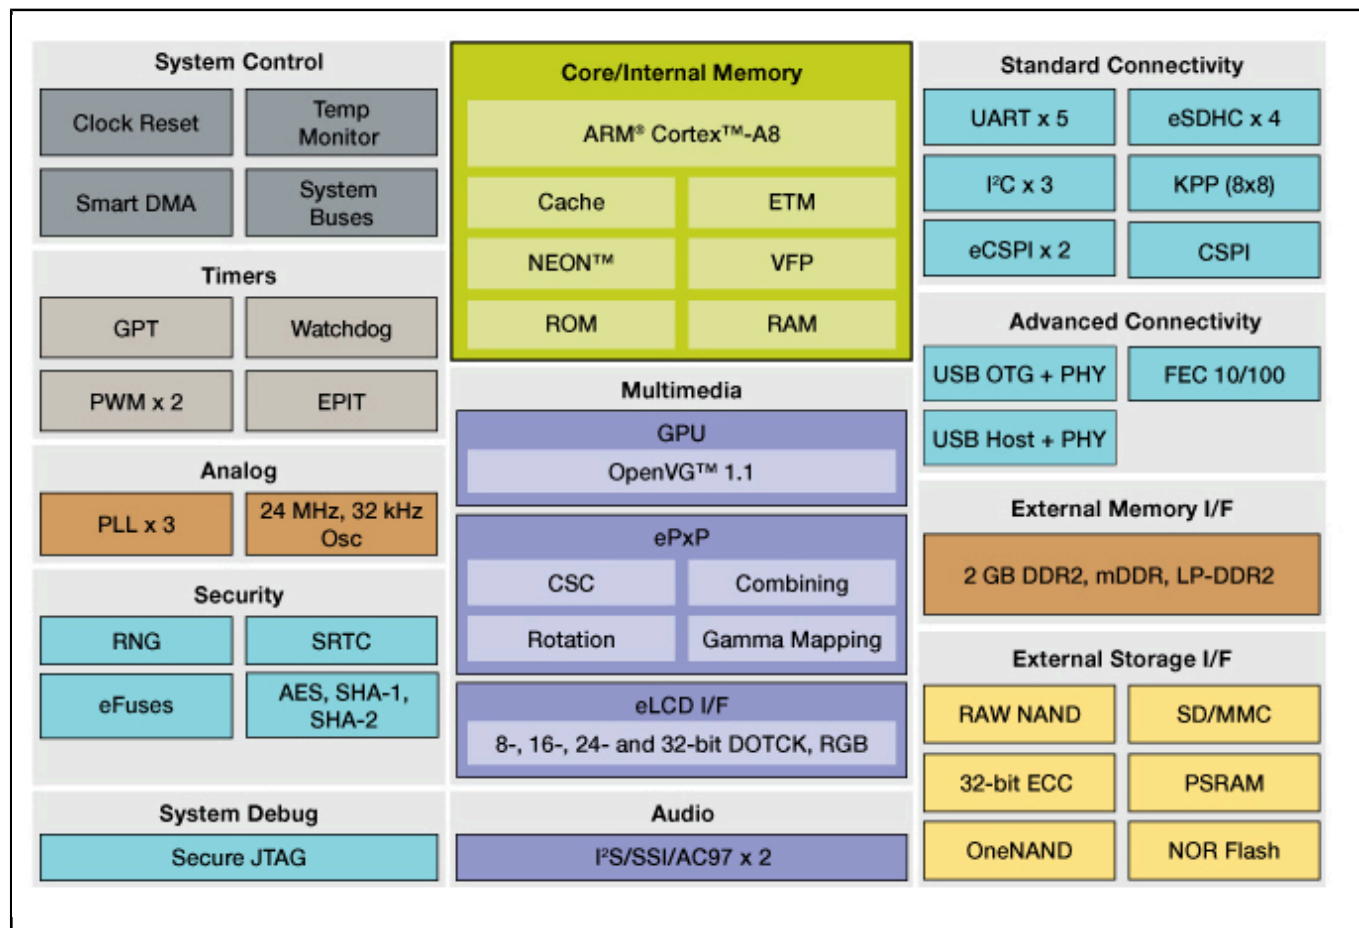 System Control
Clock Reset
Temp
Monitor
Smart DMA
System
Buses
Timers
GPT
Watchdog
PWM x 2
EPIT
Analog
PLL x 3
24 MHz, 32 kHz
Osc
Security
RNG
SRTC
eFuses
AES, SHA-1,
SHA-2
System Debug
Secure JTAG
Core/Internal Memory
ARM® Cortex™-A8
Cache
ETM
NEON™
VFP
ROM
RAM
Multimedia
GPU
OpenVG™ 1.1
ePxP
CSC
Combining
Rotation
Gamma Mapping
eLCD I/F
8-, 16-, 24- and 32-bit DOTCK, RGB
Audio
I²S/SSI/AC97 x 2
Standard Connectivity
UART x 5
eSDHC x 4
I²C x 3
KPP (8x8)
eCSPI x 2
CSPI
Advanced Connectivity
USB OTG + PHY
FEC 10/100
USB Host + PHY
External Memory I/F
2 GB DDR2, mDDR, LP-DDR2
External Storage I/F
RAW NAND
SD/MMC
32-bit ECC
PSRAM
OneNAND
NOR Flash